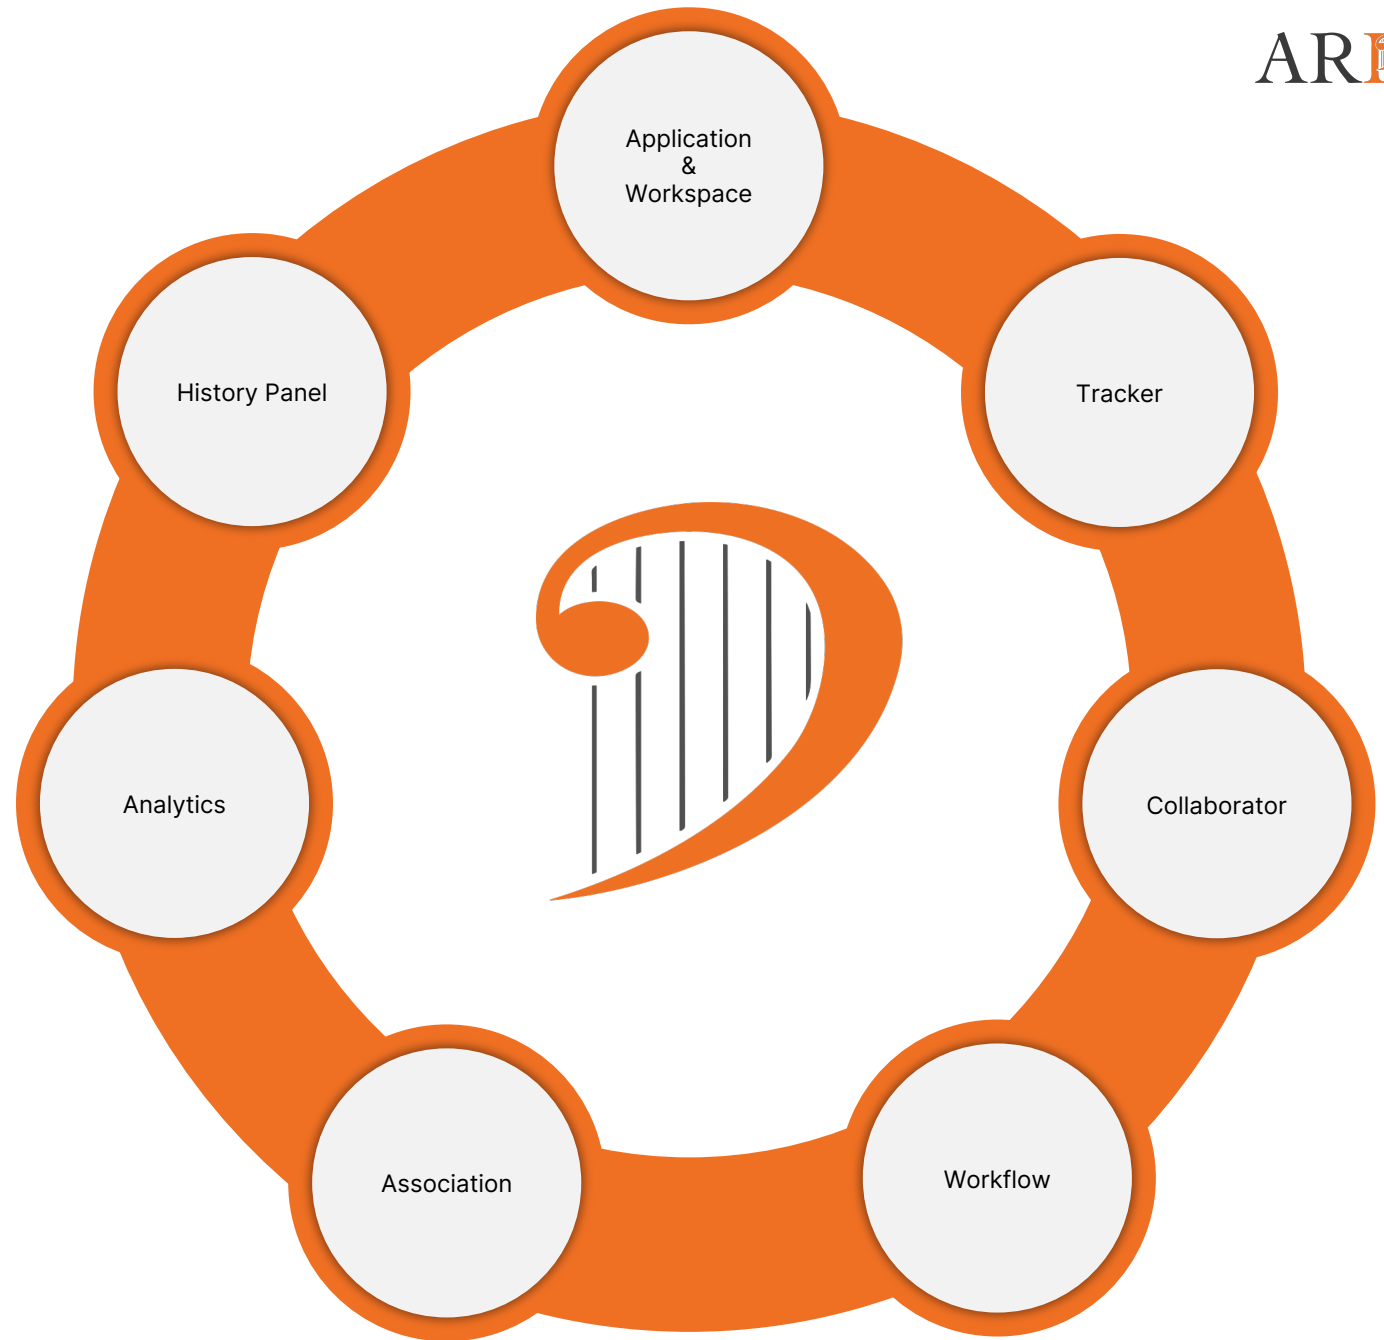 Application
&
Workspace
History Panel
Tracker
Analytics
Collaborator
Association
Workflow